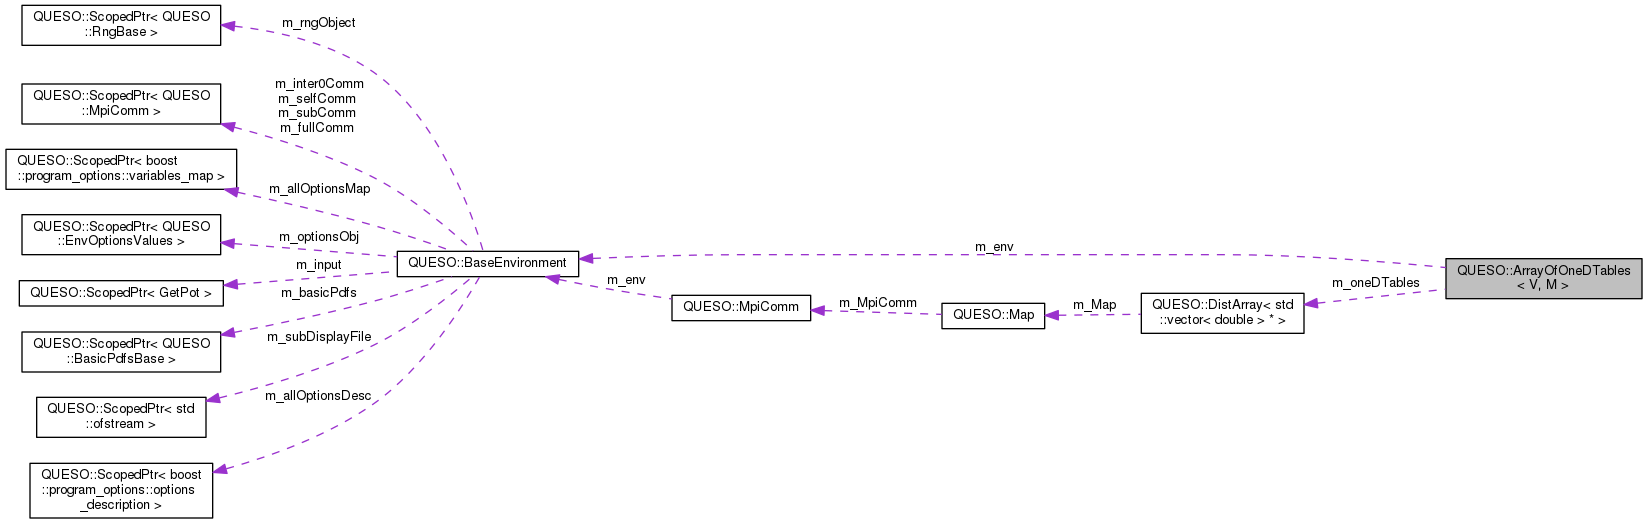 QUESO::ScopedPtr< QUESO
::RngBase >
m_rngObject
QUESO::ScopedPtr< QUESO
::MpiComm >
m_inter0Comm
m_selfComm
m_subComm
m_fullComm
QUESO::ScopedPtr< boost
::program_options::variables_map >
m_allOptionsMap
QUESO::ScopedPtr< QUESO
::EnvOptionsValues >
m_optionsObj
QUESO::ScopedPtr< GetPot >
m_input
QUESO::ScopedPtr< QUESO
::BasicPdfsBase >
m_basicPdfs
QUESO::ScopedPtr< std
::ofstream >
m_subDisplayFile
QUESO::ScopedPtr< boost
::program_options::options
_description >
m_allOptionsDesc
QUESO::BaseEnvironment
m_env
m_env
QUESO::MpiComm
m_MpiComm
QUESO::Map
m_Map
QUESO::DistArray< std
::vector< double > * >
m_oneDTables
QUESO::ArrayOfOneDTables
< V, M >